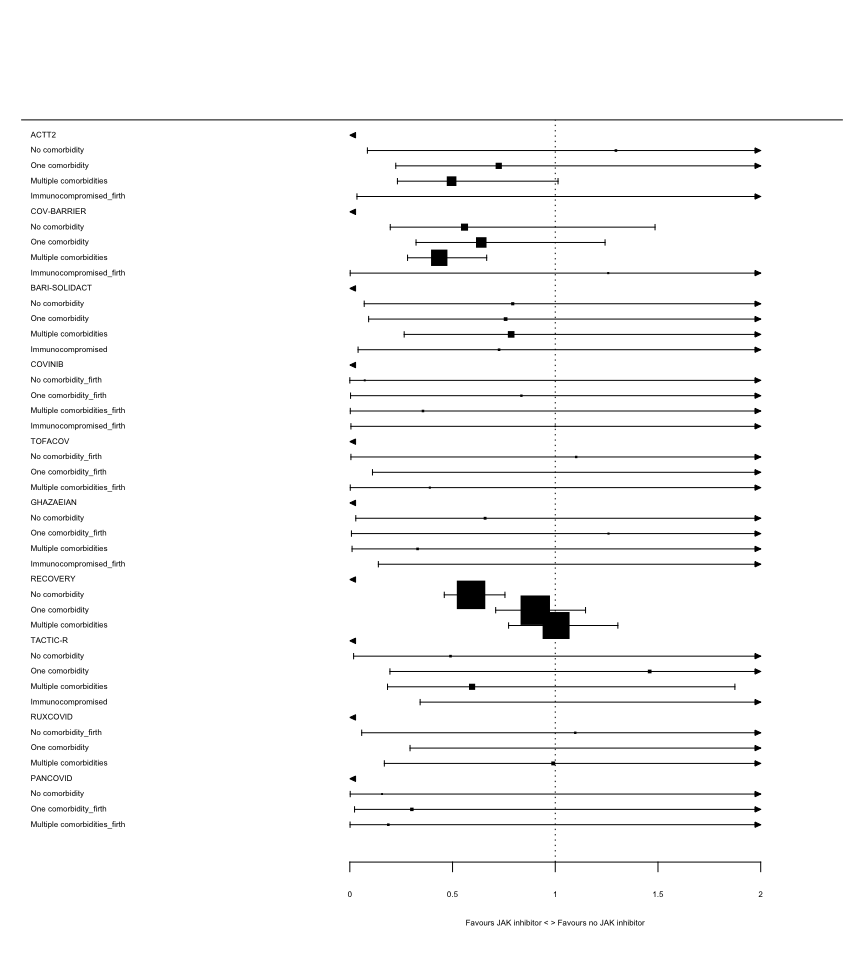 ACTT2
No comorbidity
One comorbidity
Multiple comorbidities
Immunocompromised_firth
COV-BARRIER
No comorbidity
One comorbidity
Multiple comorbidities
Immunocompromised_firth
BARI-SOLIDACT
No comorbidity
One comorbidity
Multiple comorbidities
Immunocompromised
COVINIB
No comorbidity_firth
One comorbidity_firth
Multiple comorbidities_firth
Immunocompromised_firth
TOFACOV
No comorbidity_firth
One comorbidity_firth
Multiple comorbidities_firth
GHAZAEIAN
No comorbidity
One comorbidity_firth
Multiple comorbidities
Immunocompromised_firth
RECOVERY
No comorbidity
One comorbidity
Multiple comorbidities
TACTIC-R
No comorbidity
One comorbidity
Multiple comorbidities
Immunocompromised
RUXCOVID
No comorbidity_firth
One comorbidity
Multiple comorbidities
PANCOVID
No comorbidity
One comorbidity_firth
Multiple comorbidities_firth
0 0.5 1 1.5 2
Favours JAK inhibitor < > Favours no JAK inhibitor